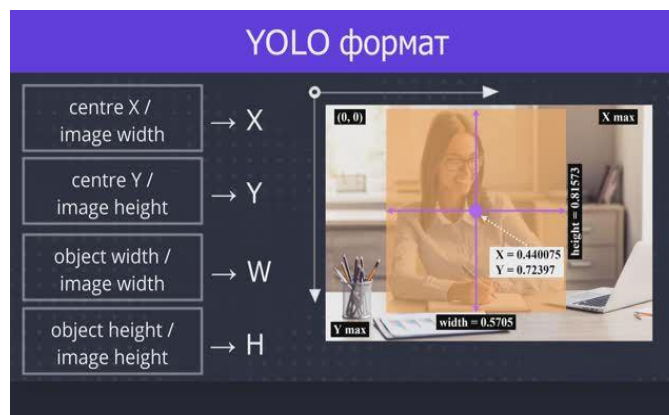 YOLO формат
centre X /
image width
→ X
centre Y /
image height
→ Y
object width /
image width
→ W
object height /
image height
→ H
(0, 0)
X max
height = 0.81573
X = 0.440075
Y = 0.72397
width = 0.5705
Y max